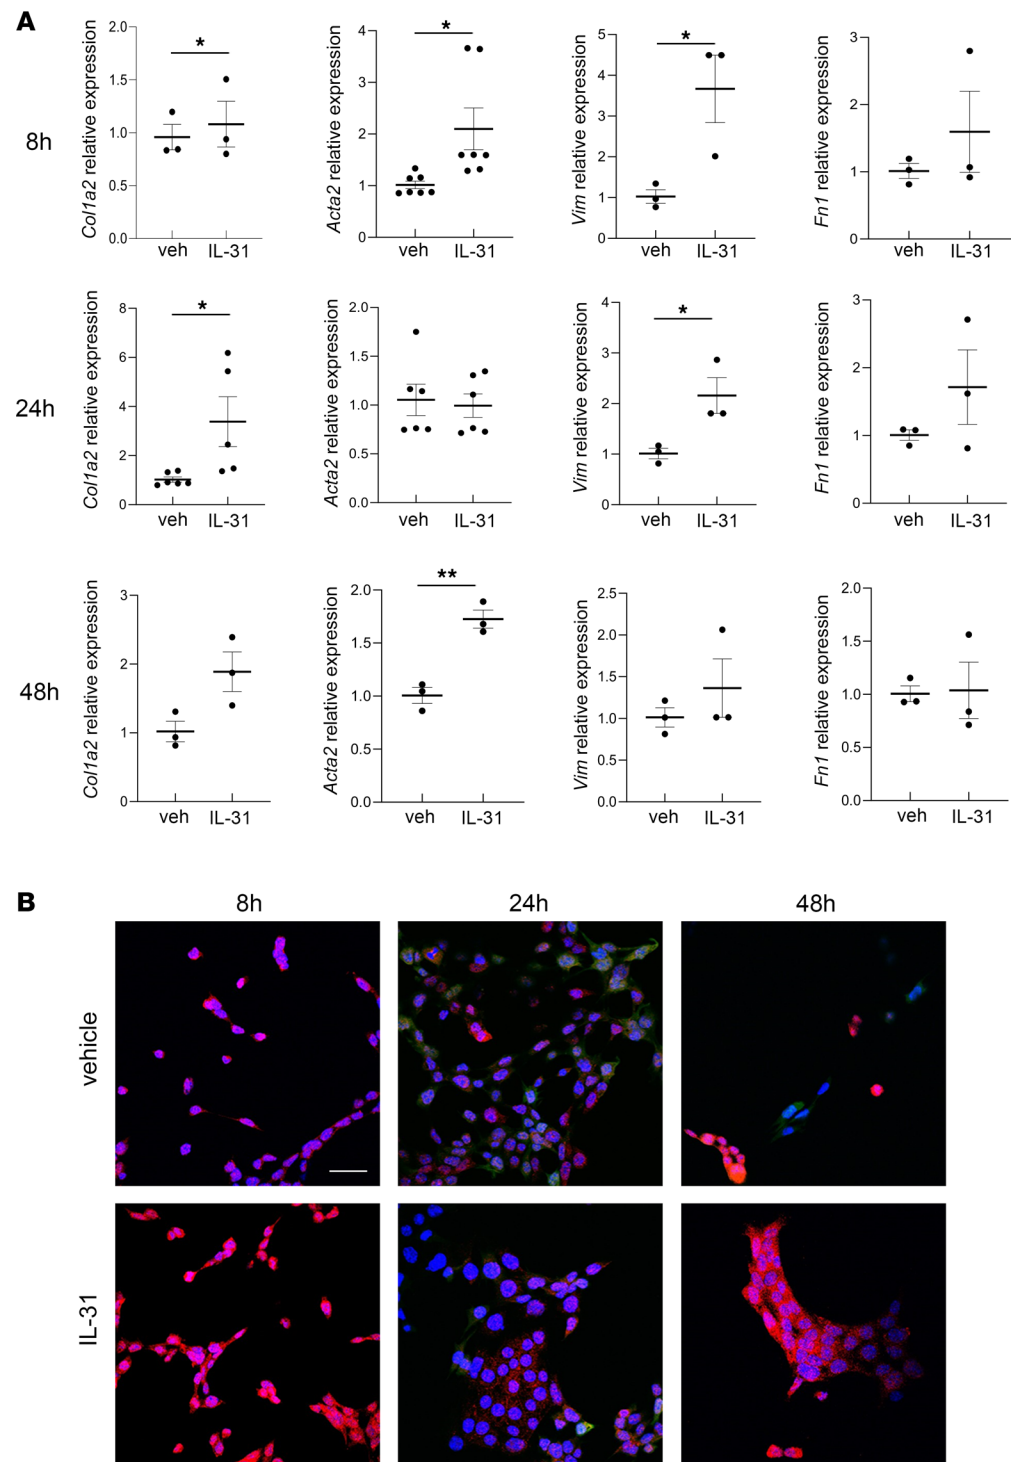 A
8h
Col1a2 relative expression
2.0
1.5
1.0
0.5
0.0
*
veh IL-31
Acta2 relative expression
4
3
2
1
0
*
veh IL-31
Vim relative expression
5
4
3
2
1
0
*
veh IL-31
Fn1 relative expression
3
2
1
0
veh IL-31
24h
Col1a2 relative expression
8
6
4
2
0
*
veh IL-31
Acta2 relative expression
2.0
1.5
1.0
0.5
0.0
veh IL-31
Vim relative expression
4
3
2
1
0
*
veh IL-31
Fn1 relative expression
3
2
1
0
veh IL-31
48h
Col1a2 relative expression
3
2
1
0
veh IL-31
Acta2 relative expression
2.0
1.5
1.0
0.5
0.0
**
veh IL-31
Vim relative expression
2.5
2.0
1.5
1.0
0.5
0.0
veh IL-31
Fn1 relative expression
2.0
1.5
1.0
0.5
0.0
veh IL-31
B
8h 24h 48h
vehicle
IL-31